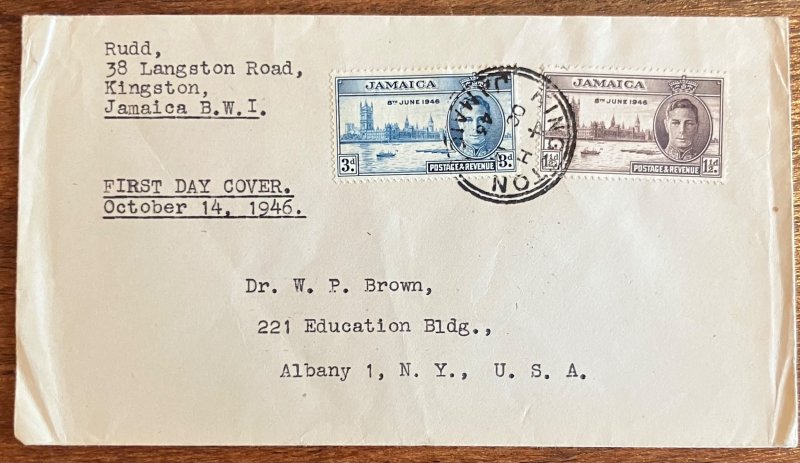 Rudd,
38 Langston Road,
Kingston,
Jamaica B.W.I.
FIRST DAY COVER.
October 14, 1946.
JAMAICA
8TH JUNE 1946
3d
3d
POSTAGE & REVENUE
KINGSTON
JAMAICA
JAMAICA
8TH JUNE 1946
1½d
1½d
POSTAGE & REVENUE
Dr. W. P. Brown,
221 Education Bldg.,
Albany 1, N. Y., U. S. A.